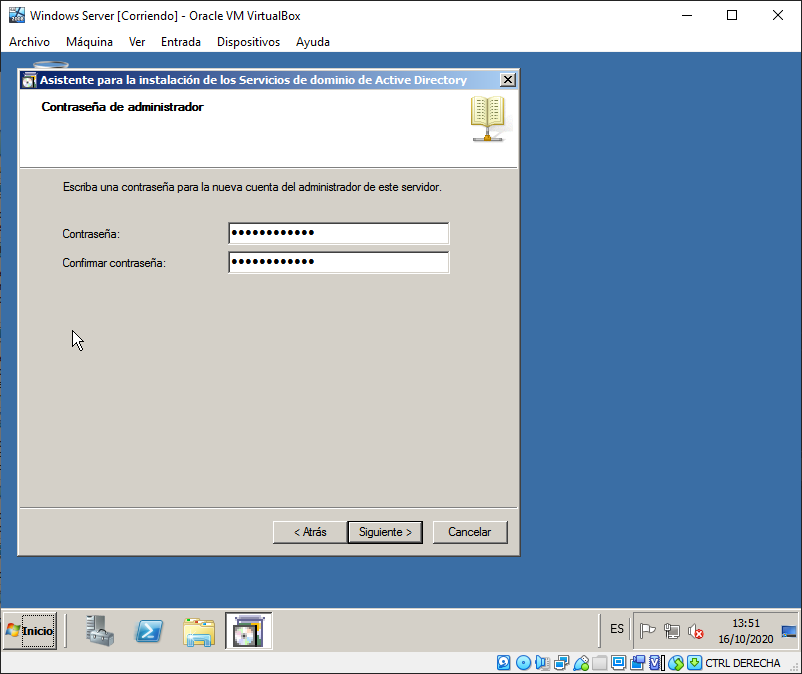 Windows Server [Corriendo] - Oracle VM VirtualBox
Archivo Máquina Ver Entrada Dispositivos Ayuda
Asistente para la instalación de los Servicios de dominio de Active Directory
Contraseña de administrador
Escriba una contraseña para la nueva cuenta del administrador de este servidor.
Contraseña: ●●●●●●●●●●●●
Confirmar contraseña: ●●●●●●●●●●●●
< Atrás Siguiente > Cancelar
Inicio ES 13:51
16/10/2020
CTRL DERECHA